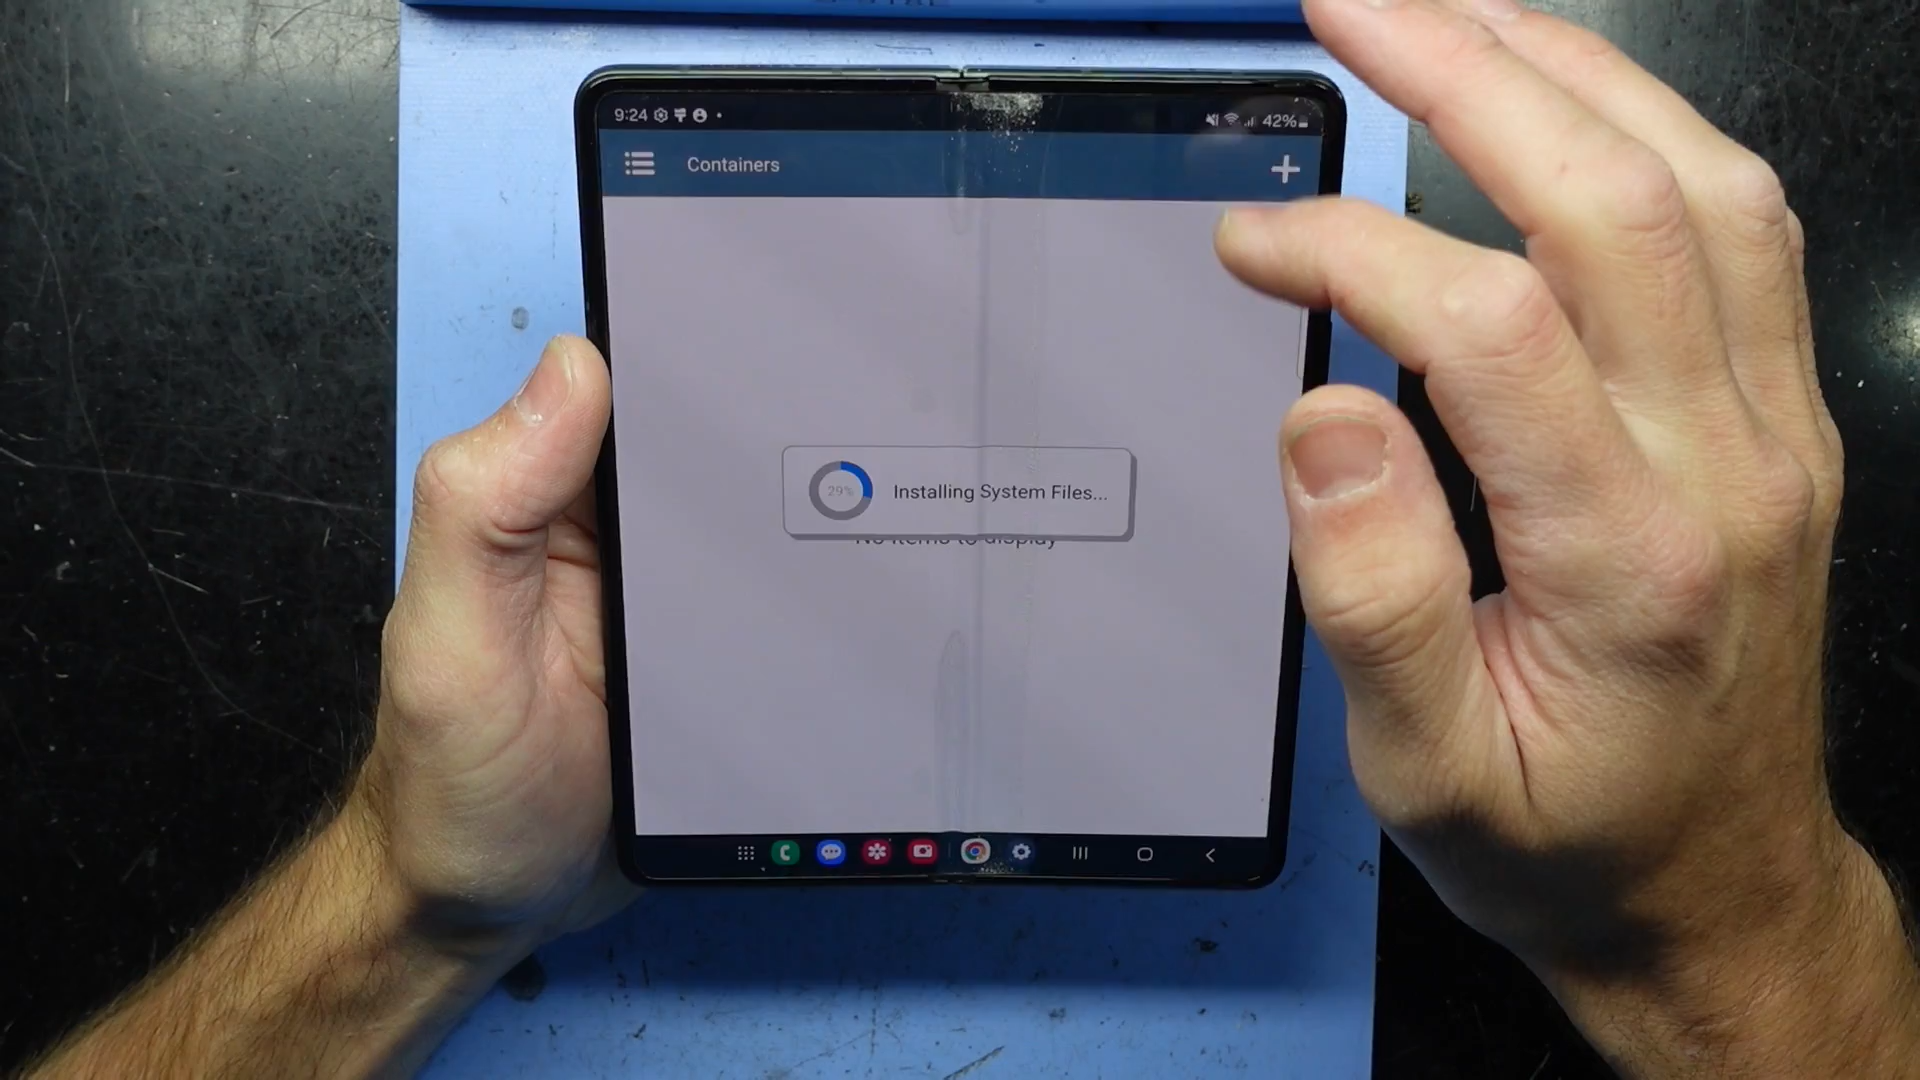 9:24
42%
Containers
29%
Installing System Files...
No items to display